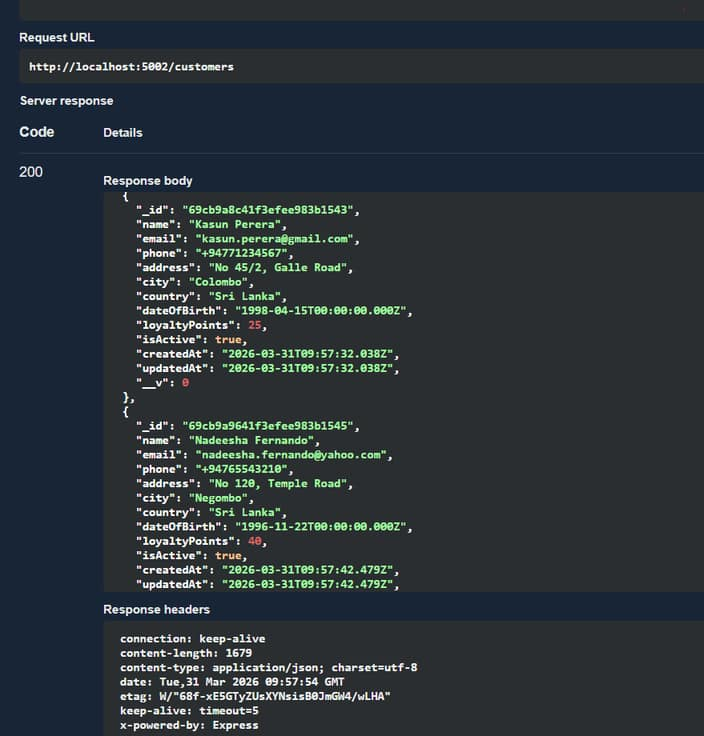 Request URL
http://localhost:5002/customers
Server response
Code Details
200
Response body
{
"_id": "69cb9a8c41f3efee983b1543",
"name": "Kasun Perera",
"email": "kasun.perera@gmail.com",
"phone": "+94771234567",
"address": "No 45/2, Galle Road",
"city": "Colombo",
"country": "Sri Lanka",
"dateOfBirth": "1998-04-15T00:00:00.000Z",
"loyaltyPoints": 25,
"isActive": true,
"createdAt": "2026-03-31T09:57:32.038Z",
"updatedAt": "2026-03-31T09:57:32.038Z",
"__v": 0
},
{
"_id": "69cb9a9641f3efee983b1545",
"name": "Nadeesha Fernando",
"email": "nadeesha.fernando@yahoo.com",
"phone": "+94765543210",
"address": "No 120, Temple Road",
"city": "Negombo",
"country": "Sri Lanka",
"dateOfBirth": "1996-11-22T00:00:00.000Z",
"loyaltyPoints": 40,
"isActive": true,
"createdAt": "2026-03-31T09:57:42.479Z",
"updatedAt": "2026-03-31T09:57:42.479Z",
Response headers
connection: keep-alive
content-length: 1679
content-type: application/json; charset=utf-8
date: Tue,31 Mar 2026 09:57:54 GMT
etag: W/"68f-xE5GTyZUsXYNsisB0JmGW4/wLHA"
keep-alive: timeout=5
x-powered-by: Express